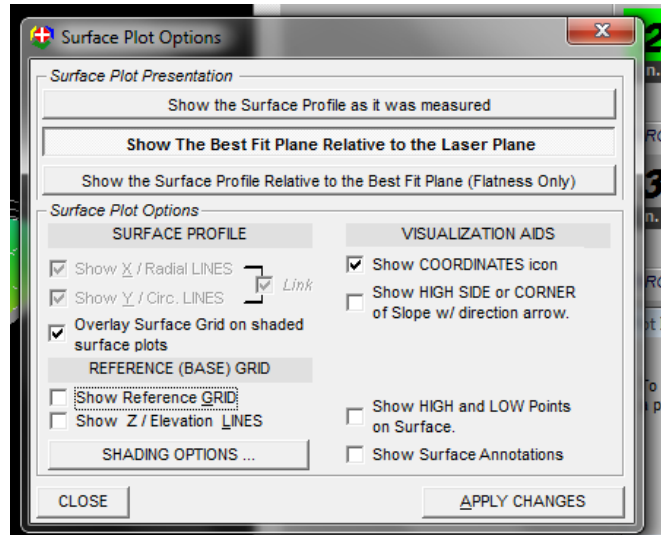 Surface Plot Options
Surface Plot Presentation
Show the Surface Profile as it was measured
Show The Best Fit Plane Relative to the Laser Plane
Show the Surface Profile Relative to the Best Fit Plane (Flatness Only)
Surface Plot Options
SURFACE PROFILE
Show X / Radial LINES
Link
Show Y / Circ. LINES
Overlay Surface Grid on shaded
surface plots
REFERENCE (BASE) GRID
Show Reference GRID
Show Z / Elevation LINES
SHADING OPTIONS ...
VISUALIZATION AIDS
Show COORDINATES icon
Show HIGH SIDE or CORNER
of Slope w/ direction arrow.
Show HIGH and LOW Points
on Surface.
Show Surface Annotations
CLOSE
APPLY CHANGES